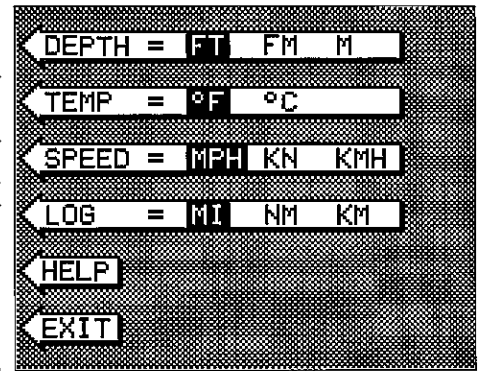 DEPTH = FT FM M
TEMP = °F °C
SPEED = MPH KN KMH
LOG = MI NM KM
HELP
EXIT